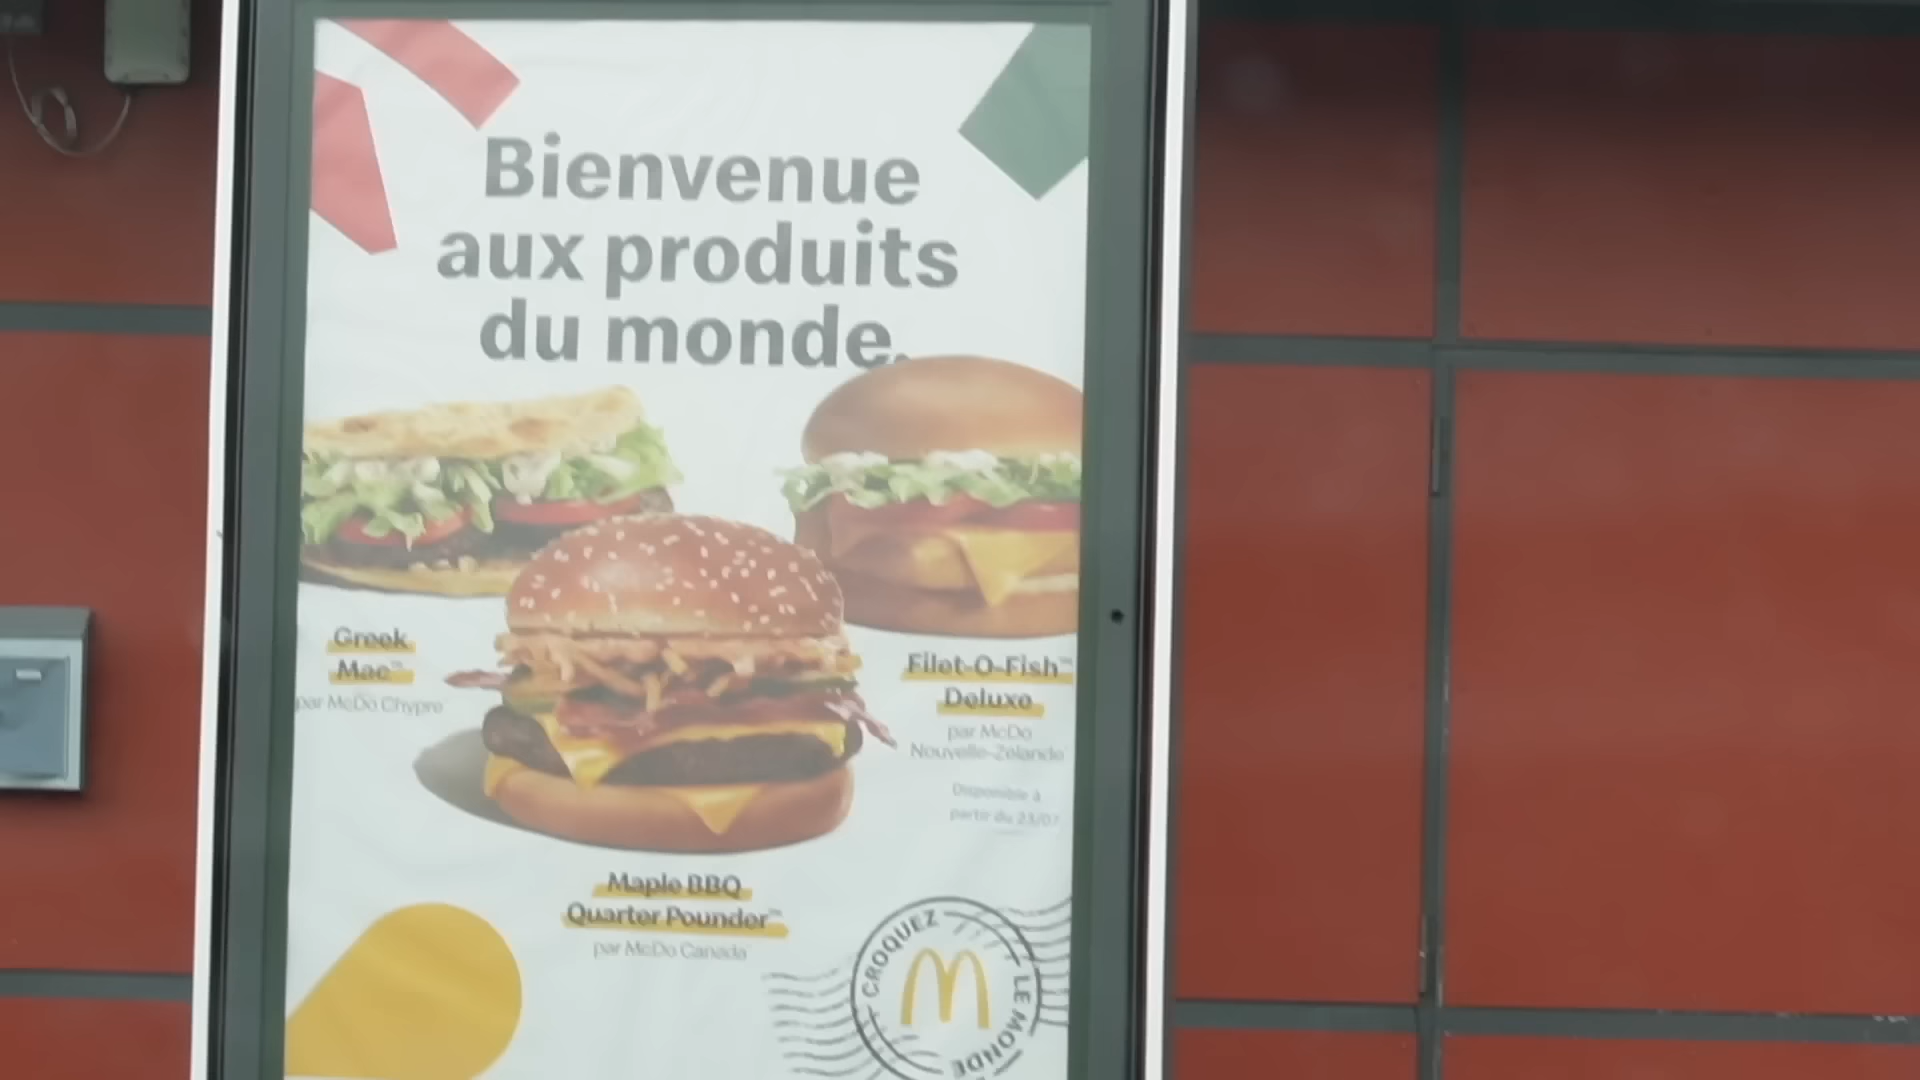 Bienvenue
aux produits
du monde.
Greek
Mac™
par McDo Chypre
Filet-O-Fish™
Deluxe
par McDo
Nouvelle-Zélande
Disponible à
partir du 23/07
Maple BBQ
Quarter Pounder™
par McDo Canada
CROQUEZ
LE MONDE